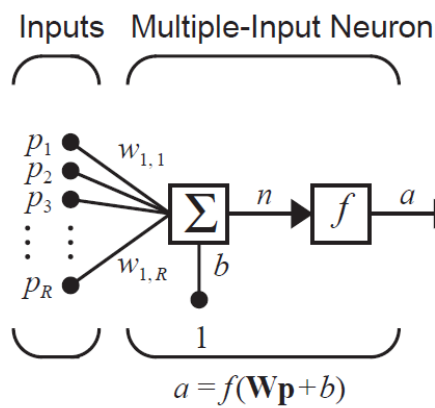 Inputs Multiple-Input Neuron
p1 w1,1
p2
p3 Σ n f a
pR w1,R b
1
a = f(Wp + b)